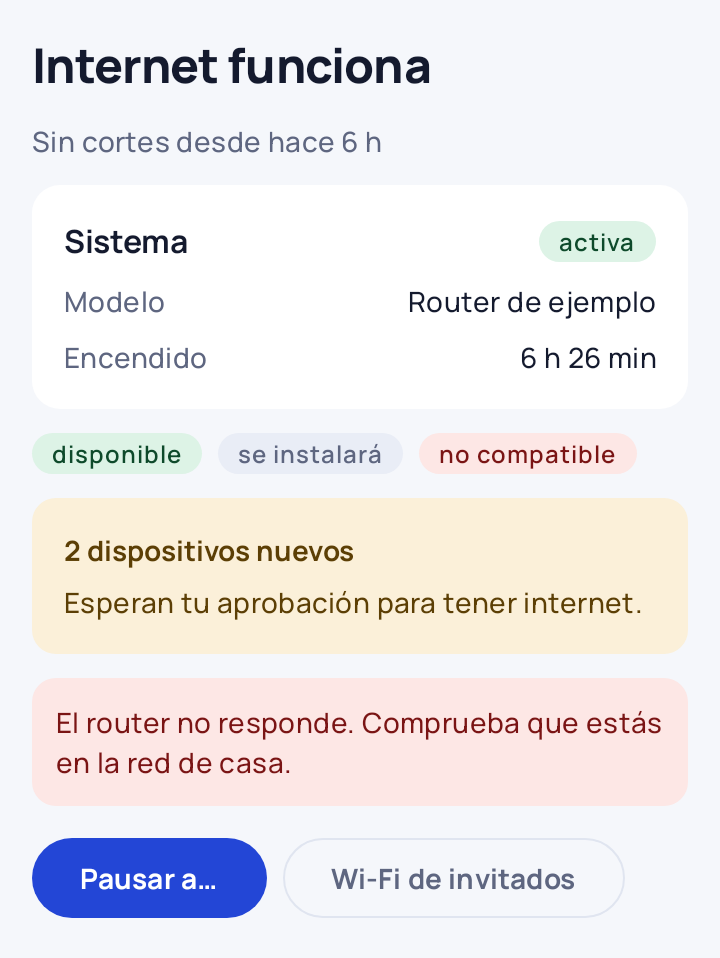 Internet funciona
Sin cortes desde hace 6 h
Sistema
activa
Modelo
Router de ejemplo
Encendido
6 h 26 min
disponible
se instalará
no compatible
2 dispositivos nuevos
Esperan tu aprobación para tener internet.
El router no responde. Comprueba que estás
en la red de casa.
Pausar a…
Wi-Fi de invitados